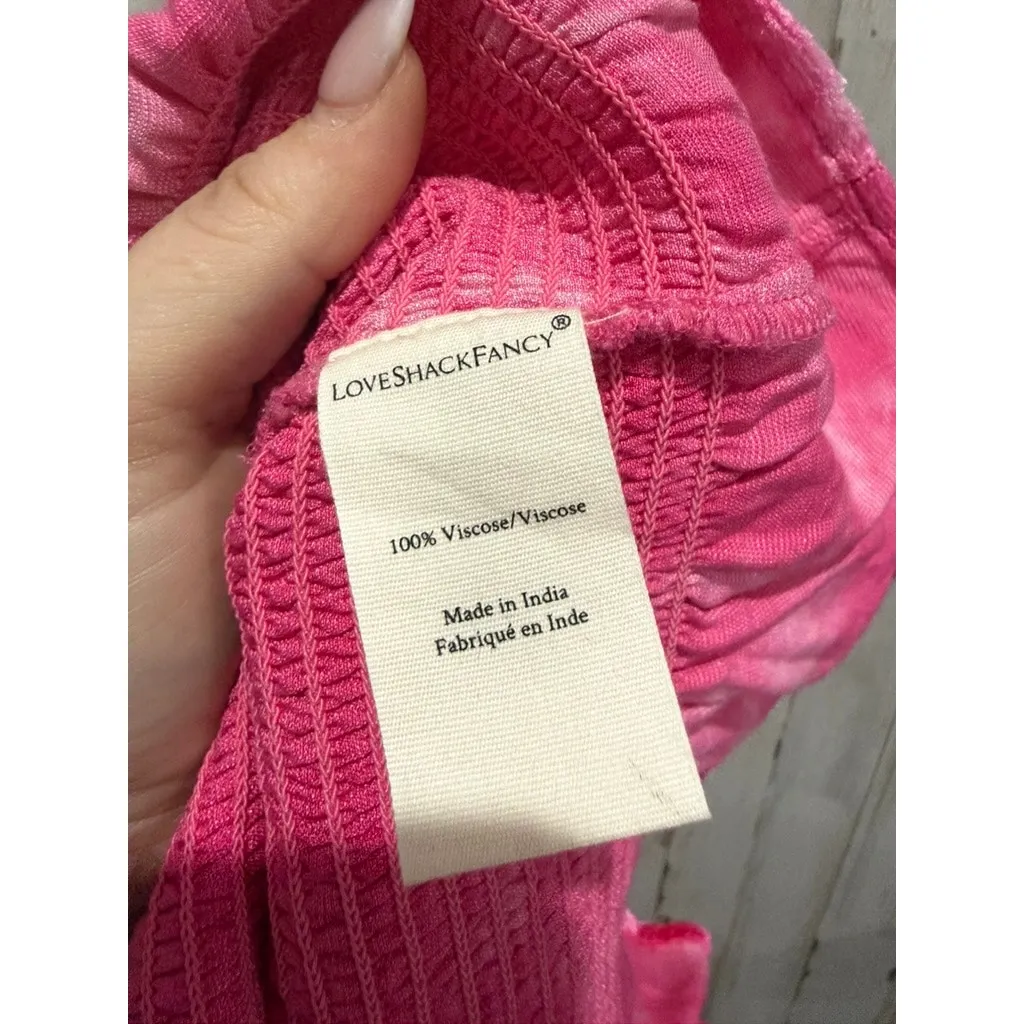 LOVESHACKFANCY®
100% Viscose/Viscose
Made in India
Fabriqué en Inde